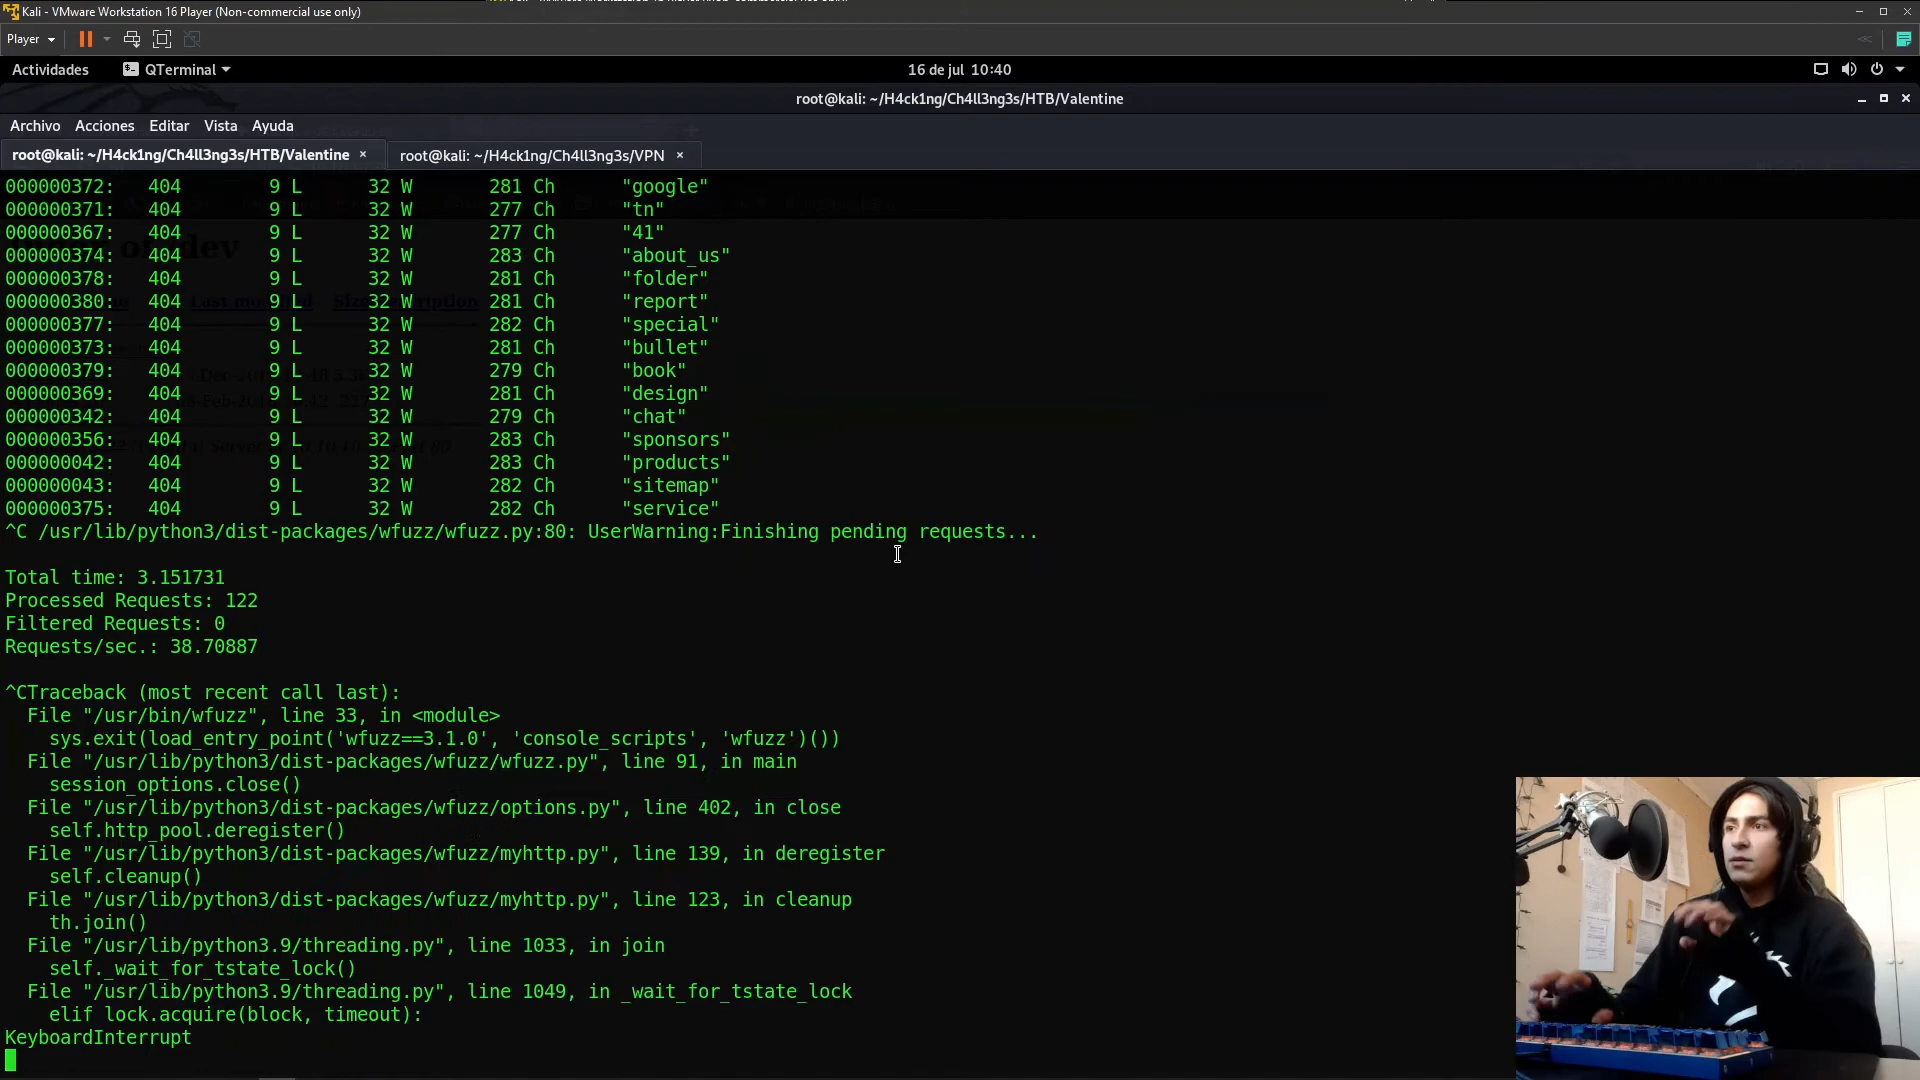 Kali - VMware Workstation 16 Player (Non-commercial use only)
Player
Actividades QTerminal 16 de jul 10:40
root@kali: ~/H4ck1ng/Ch4ll3ng3s/HTB/Valentine
Archivo Acciones Editar Vista Ayuda
root@kali: ~/H4ck1ng/Ch4ll3ng3s/HTB/Valentine × root@kali: ~/H4ck1ng/Ch4ll3ng3s/VPN ×
000000372: 404 9 L 32 W 281 Ch "google"
000000371: 404 9 L 32 W 277 Ch "tn"
000000367: 404 9 L 32 W 277 Ch "41"
000000374: 404 9 L 32 W 283 Ch "about_us"
000000378: 404 9 L 32 W 281 Ch "folder"
000000380: 404 9 L 32 W 281 Ch "report"
000000377: 404 9 L 32 W 282 Ch "special"
000000373: 404 9 L 32 W 281 Ch "bullet"
000000379: 404 9 L 32 W 279 Ch "book"
000000369: 404 9 L 32 W 281 Ch "design"
000000342: 404 9 L 32 W 279 Ch "chat"
000000356: 404 9 L 32 W 283 Ch "sponsors"
000000042: 404 9 L 32 W 283 Ch "products"
000000043: 404 9 L 32 W 282 Ch "sitemap"
000000375: 404 9 L 32 W 282 Ch "service"
^C /usr/lib/python3/dist-packages/wfuzz/wfuzz.py:80: UserWarning:Finishing pending requests...
Total time: 3.151731
Processed Requests: 122
Filtered Requests: 0
Requests/sec.: 38.70887
^CTraceback (most recent call last):
File "/usr/bin/wfuzz", line 33, in <module>
sys.exit(load_entry_point('wfuzz==3.1.0', 'console_scripts', 'wfuzz')())
File "/usr/lib/python3/dist-packages/wfuzz/wfuzz.py", line 91, in main
session_options.close()
File "/usr/lib/python3/dist-packages/wfuzz/options.py", line 402, in close
self.http_pool.deregister()
File "/usr/lib/python3/dist-packages/wfuzz/myhttp.py", line 139, in deregister
self.cleanup()
File "/usr/lib/python3/dist-packages/wfuzz/myhttp.py", line 123, in cleanup
th.join()
File "/usr/lib/python3.9/threading.py", line 1033, in join
self._wait_for_tstate_lock()
File "/usr/lib/python3.9/threading.py", line 1049, in _wait_for_tstate_lock
elif lock.acquire(block, timeout):
KeyboardInterrupt